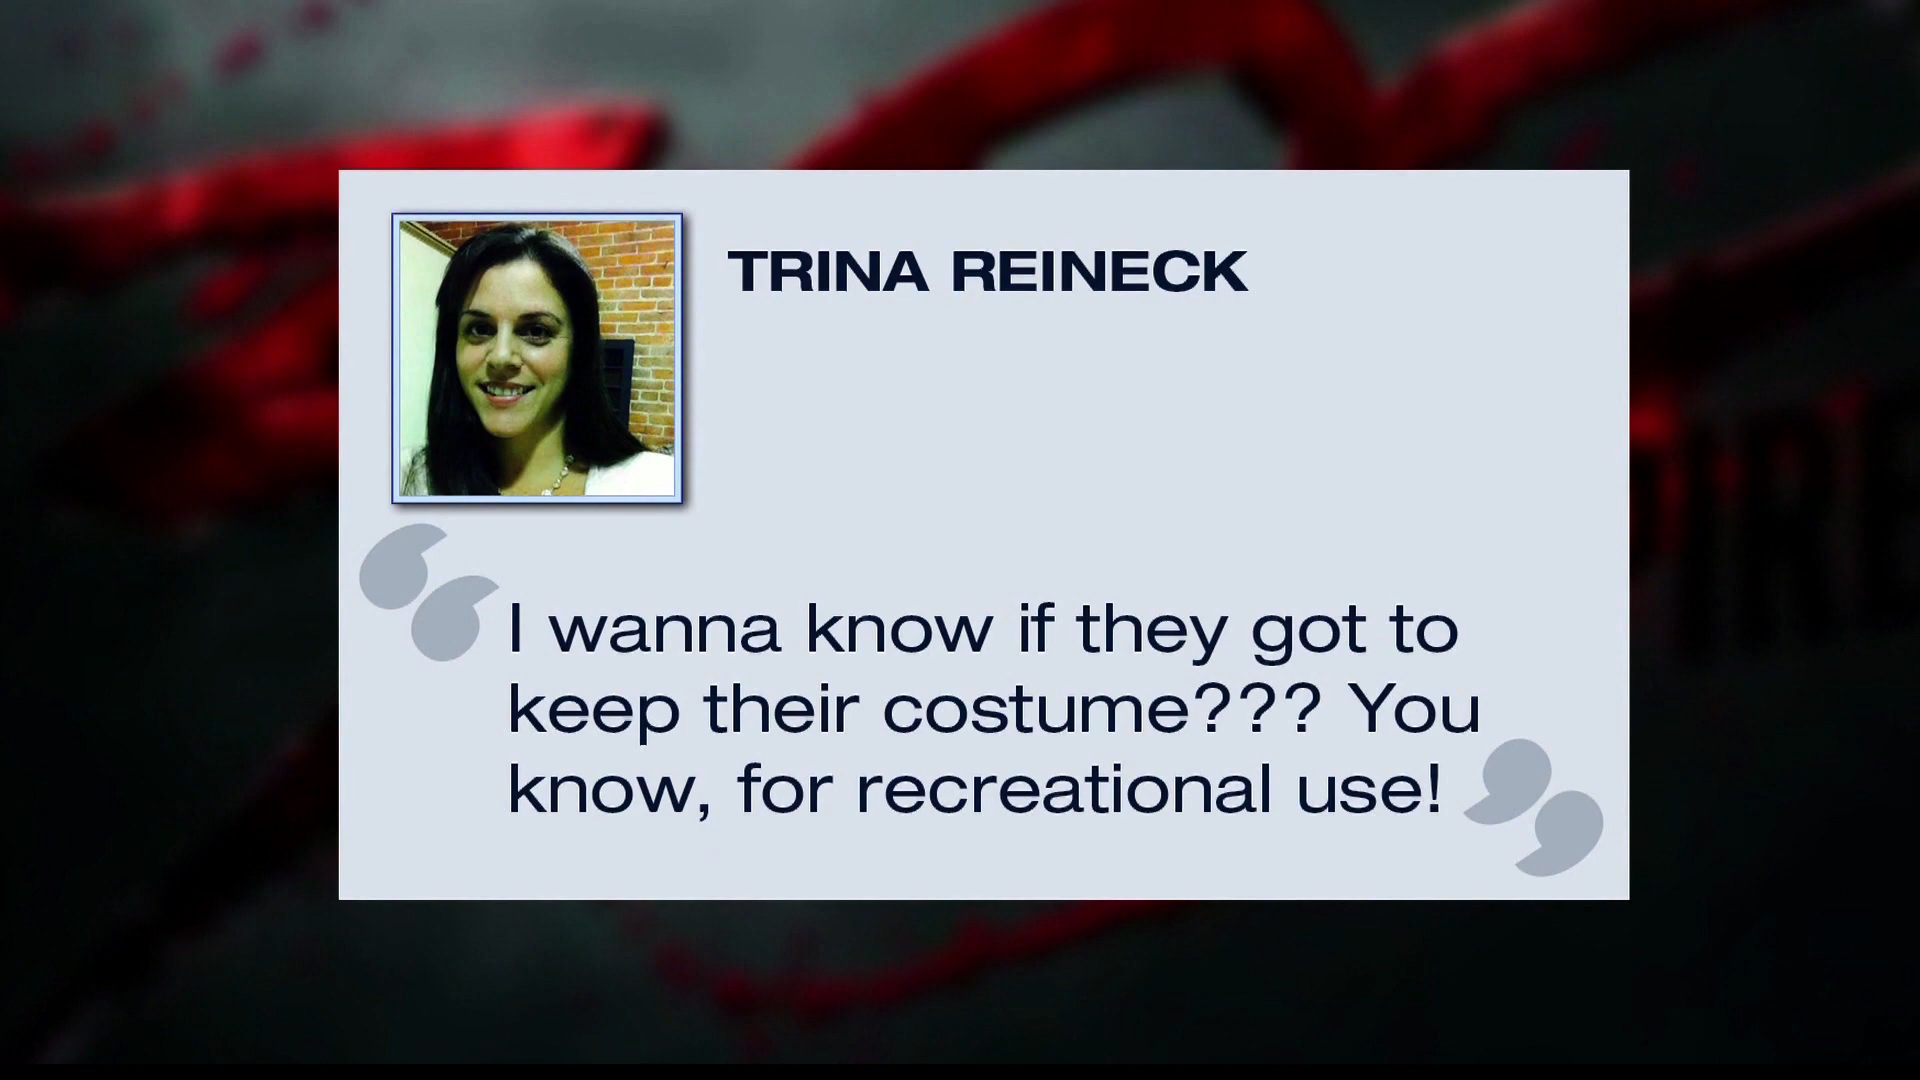 TRINA REINECK
I wanna know if they got to
keep their costume??? You
know, for recreational use!